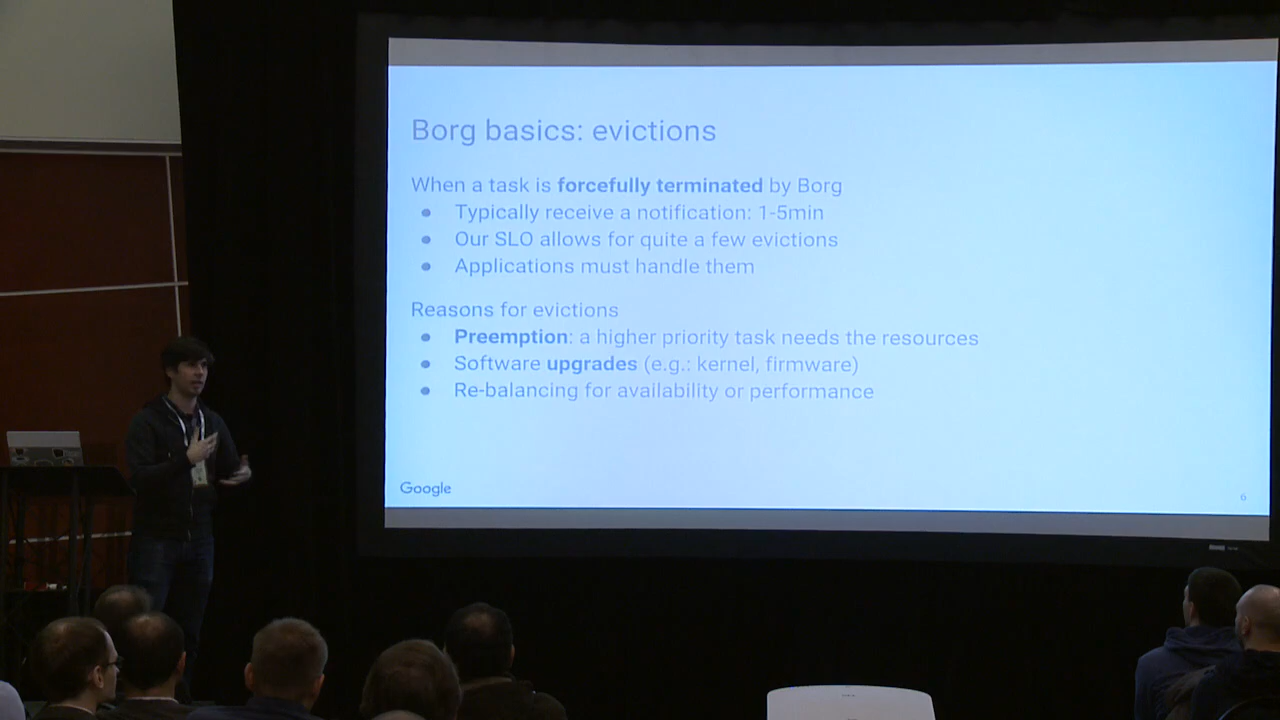 Borg basics: evictions
When a task is forcefully terminated by Borg
● Typically receive a notification: 1-5min
● Our SLO allows for quite a few evictions
● Applications must handle them
Reasons for evictions
● Preemption: a higher priority task needs the resources
● Software upgrades (e.g.: kernel, firmware)
● Re-balancing for availability or performance
Google
6